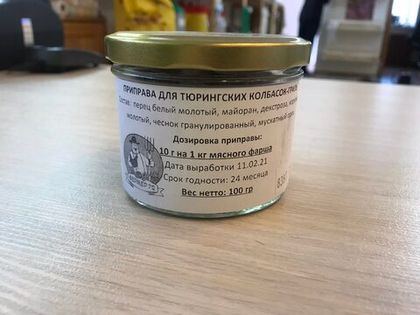 ПРИПРАВА ДЛЯ ТЮРИНГСКИХ КОЛБАСОК-ГРИЛЬ
Состав: перец белый молотый, майоран, декстроза,
молотый, чеснок гранулированный, мускатный
Дозировка приправы:
10 г на 1 кг мясного фарша
Дата выработки 11.02.21
Срок годности: 24 месяца
Вес нетто: 100 гр